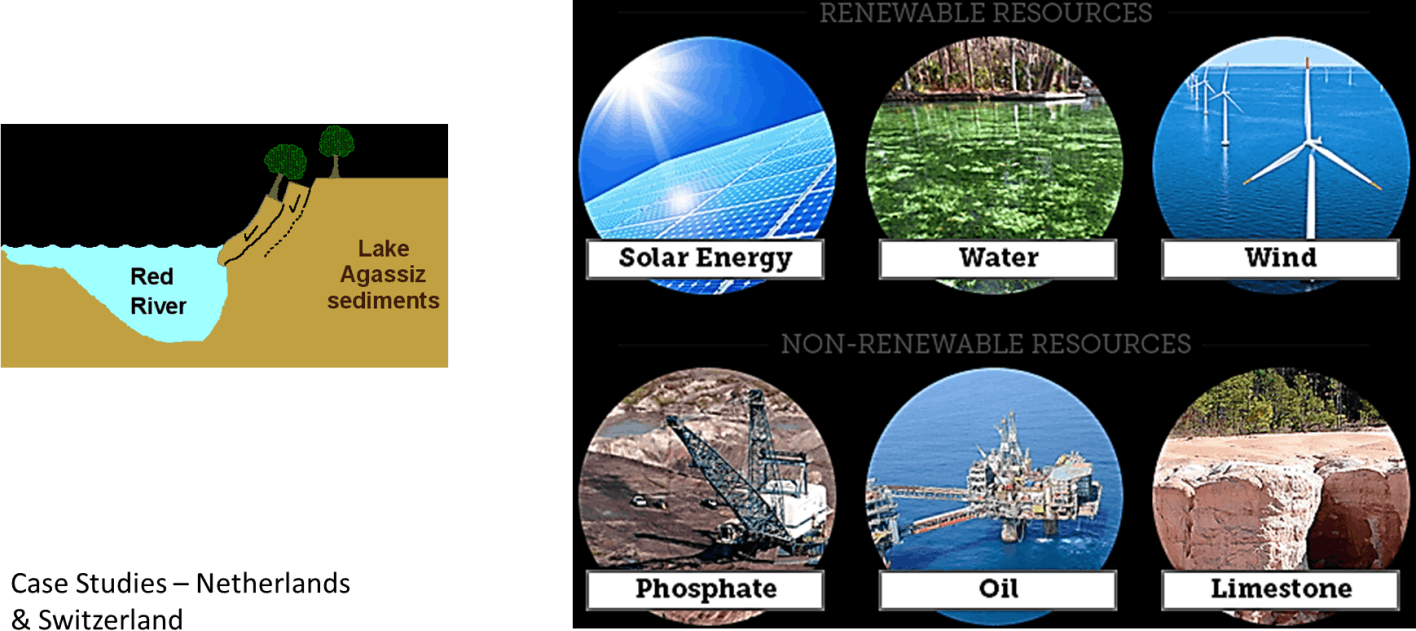 Red
River
Lake
Agassiz
sediments
Case Studies – Netherlands
& Switzerland
RENEWABLE RESOURCES
Solar Energy
Water
Wind
NON-RENEWABLE RESOURCES
Phosphate
Oil
Limestone